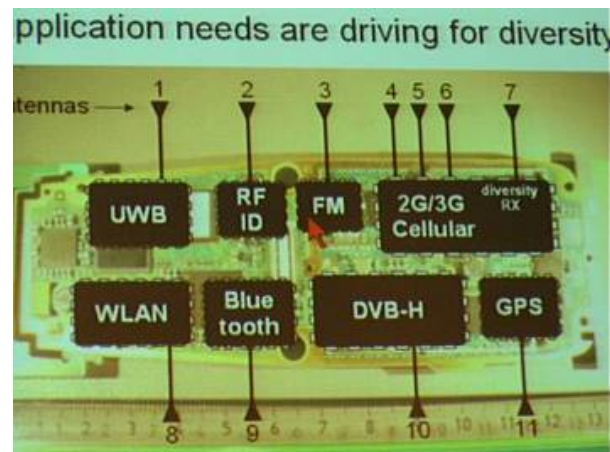 pplication needs are driving for diversity
tennas
1 2 3 4 5 6 7
UWB
RF
ID
FM
2G/3G
Cellular
diversity
RX
WLAN
Blue
tooth
DVB-H
GPS
8 9 10 11